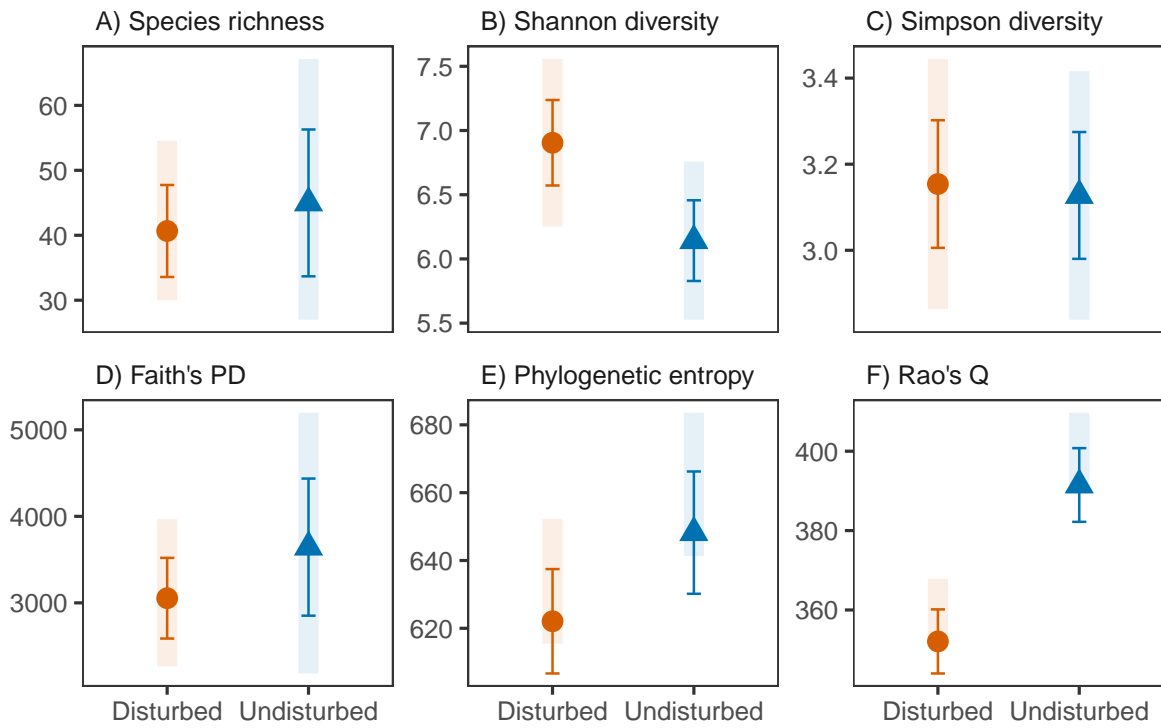 A) Species richness
B) Shannon diversity
C) Simpson diversity
60
50
40
30
7.5
7.0
6.5
6.0
5.5
3.4
3.2
3.0
D) Faith's PD
E) Phylogenetic entropy
F) Rao's Q
5000
4000
3000
680
660
640
620
400
380
360
Disturbed Undisturbed
Disturbed Undisturbed
Disturbed Undisturbed